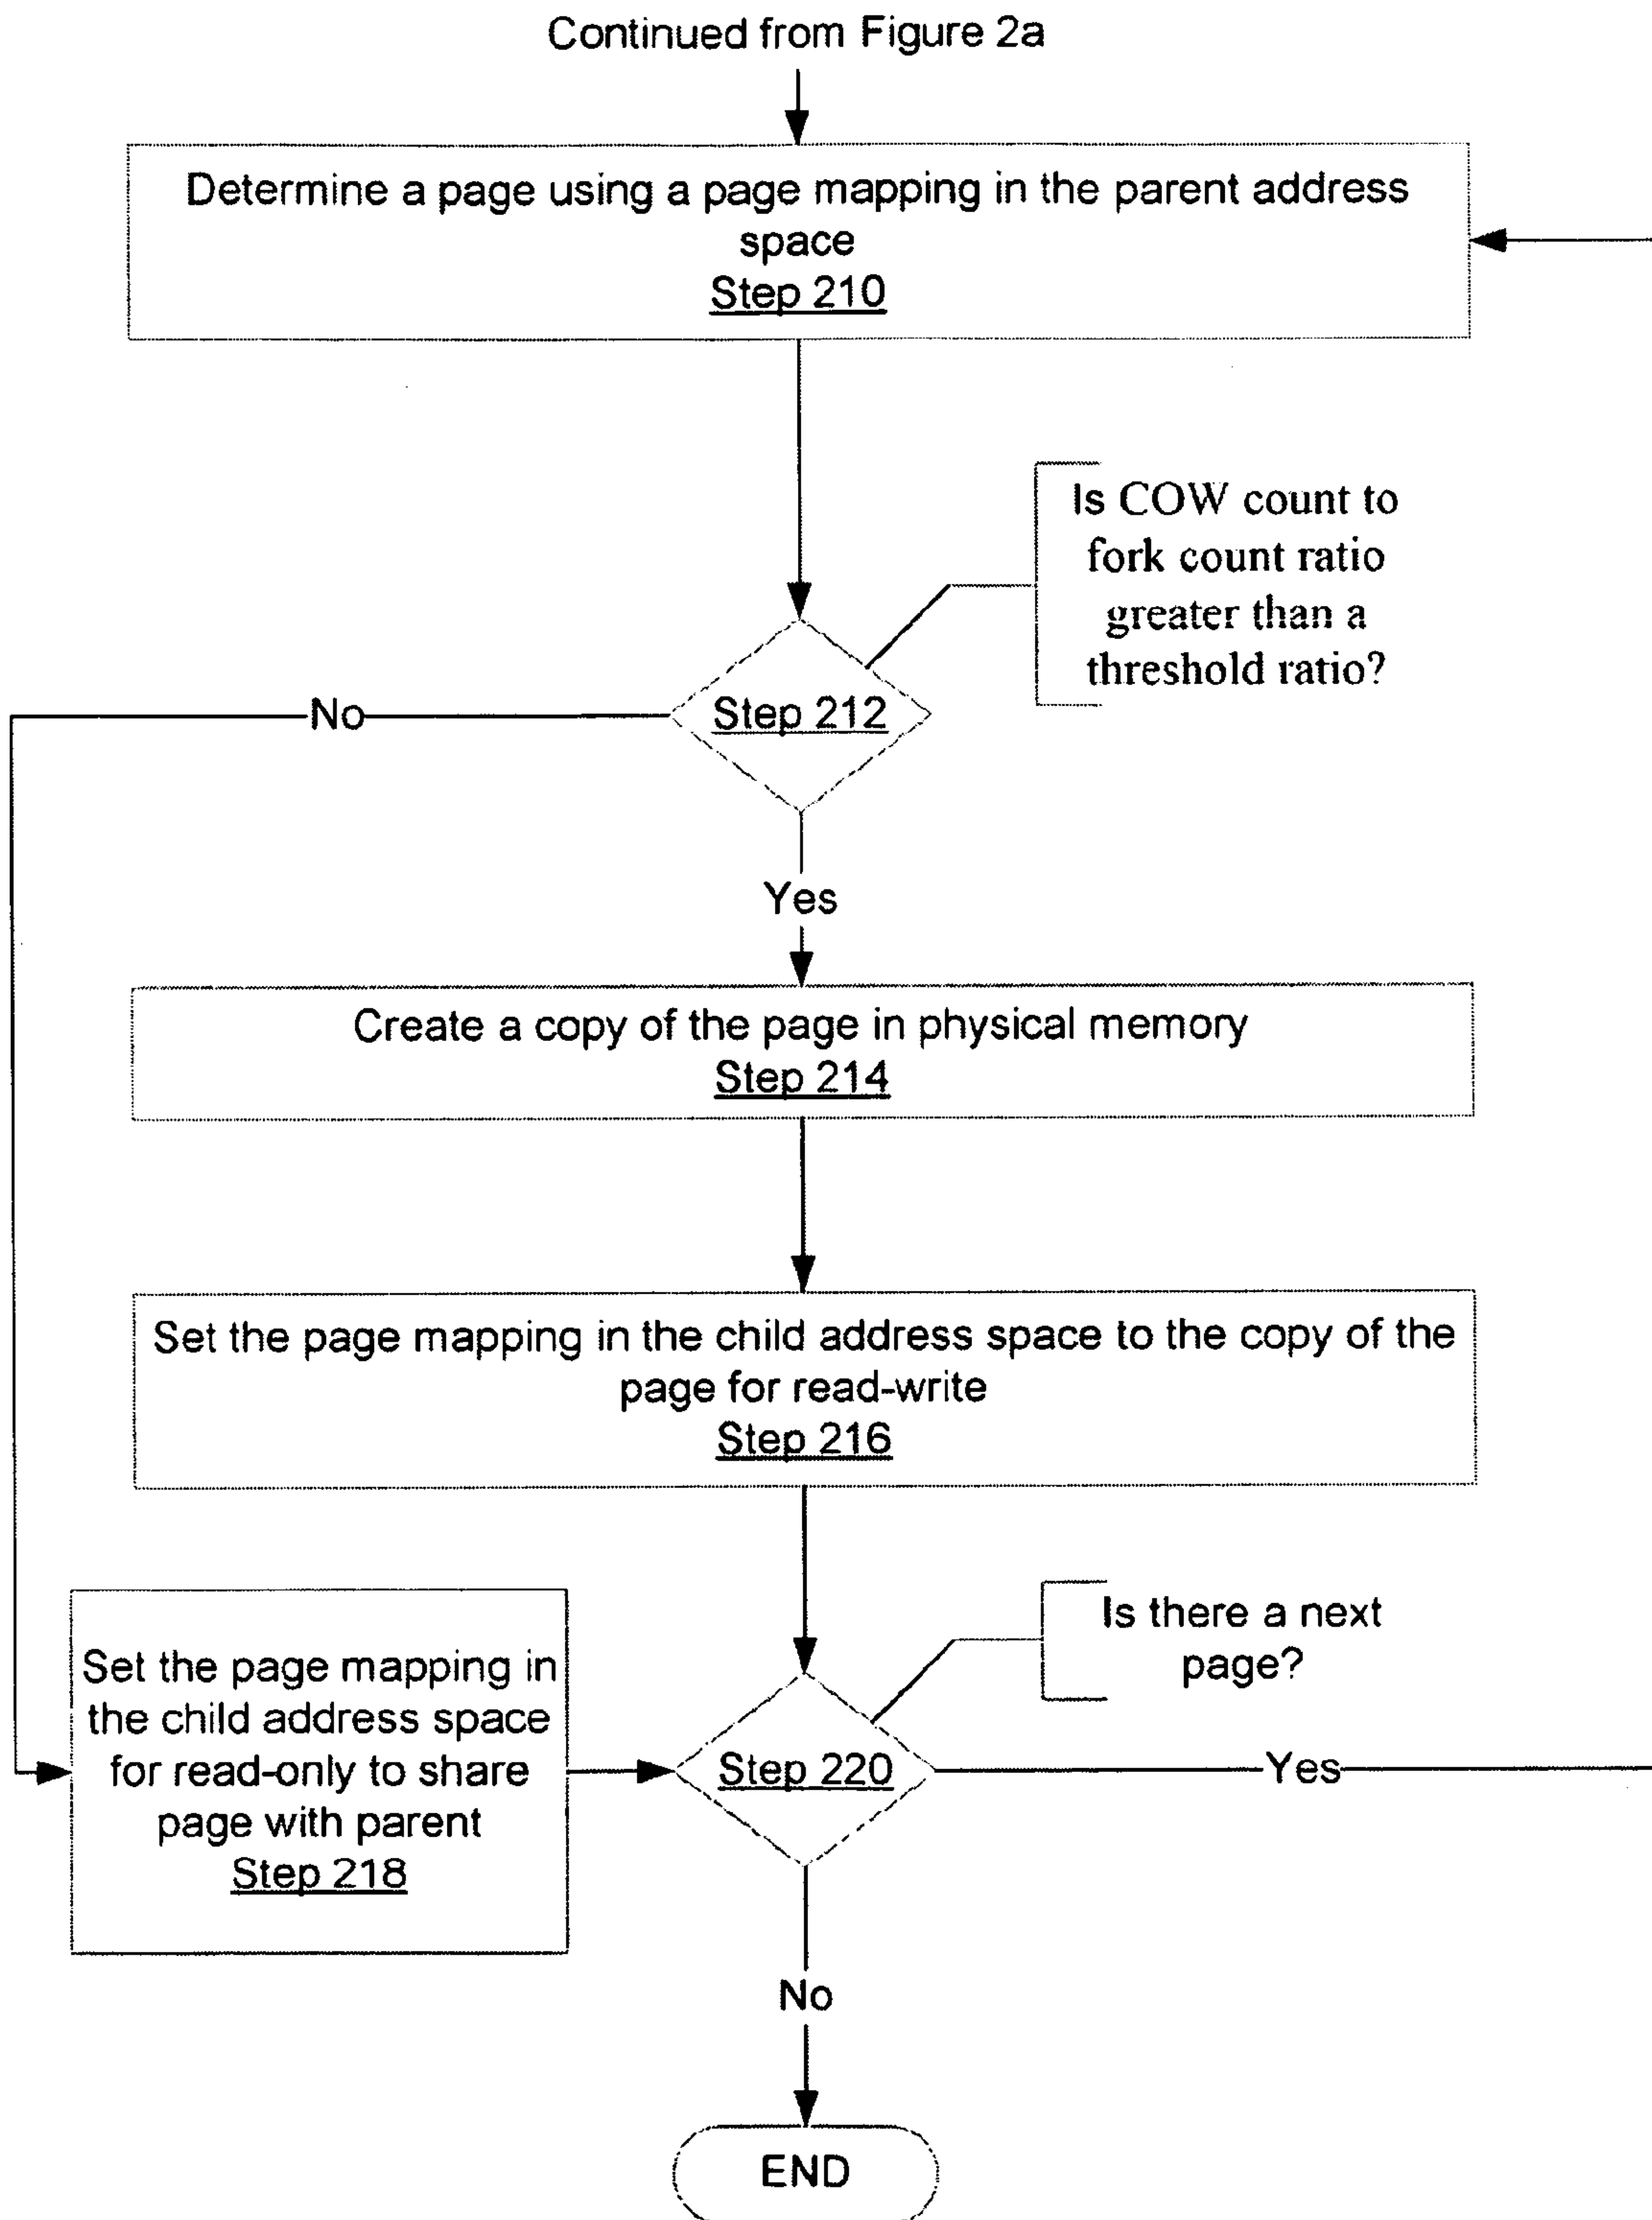 Continued from Figure 2a
Determine a page using a page mapping in the parent address
space
Step 210
Is COW count to
fork count ratio
greater than a
threshold ratio?
No
Step 212
Yes
Create a copy of the page in physical memory
Step 214
Set the page mapping in the child address space to the copy of the
page for read-write
Step 216
Is there a next
page?
Set the page mapping in
the child address space
for read-only to share
page with parent
Step 218
Step 220
Yes
No
END